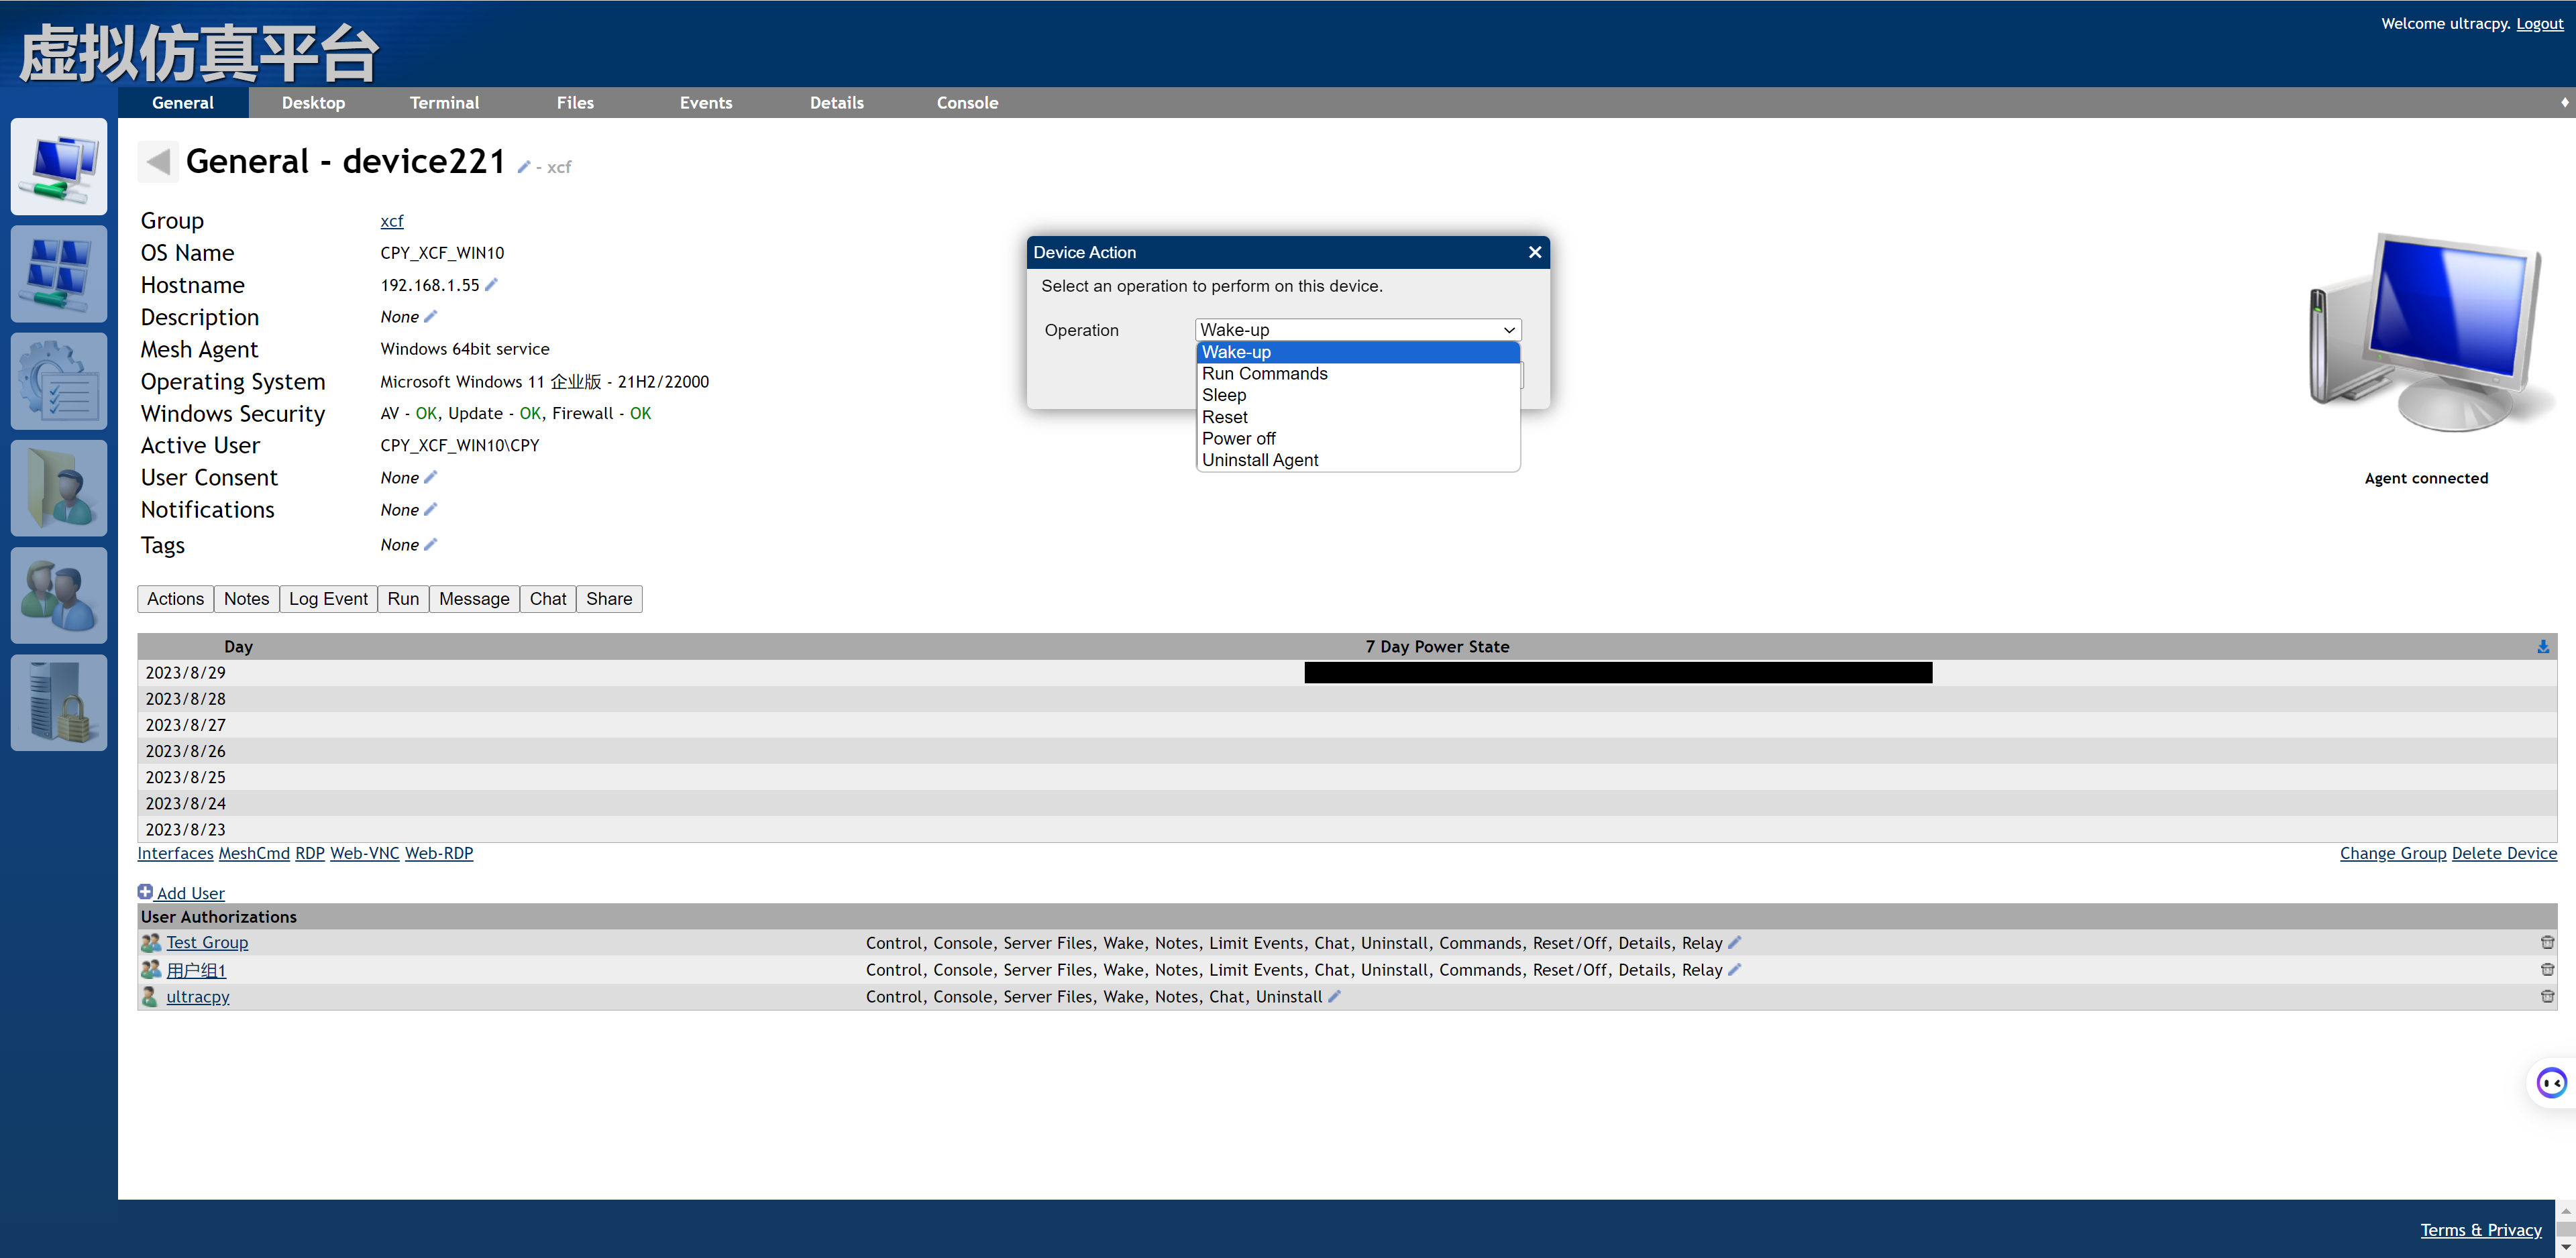 虚拟仿真平台
Welcome ultracpy. Logout
General Desktop Terminal Files Events Details Console
General - device221 - xcf
Group xcf
OS Name CPY_XCF_WIN10
Hostname 192.168.1.55
Description None
Mesh Agent Windows 64bit service
Operating System Microsoft Windows 11 企业版 - 21H2/22000
Windows Security AV - OK, Update - OK, Firewall - OK
Active User CPY_XCF_WIN10\CPY
User Consent None
Notifications None
Tags None
Device Action
Select an operation to perform on this device.
Operation Wake-up
Wake-up
Run Commands
Sleep
Reset
Power off
Uninstall Agent
Agent connected
Actions Notes Log Event Run Message Chat Share
Day 7 Day Power State
2023/8/29
2023/8/28
2023/8/27
2023/8/26
2023/8/25
2023/8/24
2023/8/23
Interfaces MeshCmd RDP Web-VNC Web-RDP Change Group Delete Device
Add User
User Authorizations
Test Group Control, Console, Server Files, Wake, Notes, Limit Events, Chat, Uninstall, Commands, Reset/Off, Details, Relay
用户组1 Control, Console, Server Files, Wake, Notes, Limit Events, Chat, Uninstall, Commands, Reset/Off, Details, Relay
ultracpy Control, Console, Server Files, Wake, Notes, Chat, Uninstall
Terms & Privacy